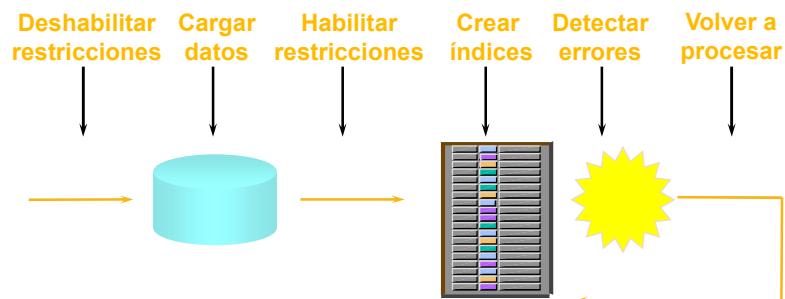 Deshabilitar
restricciones
Cargar
datos
Habilitar
restricciones
Crear
índices
Detectar
errores
Volver a
procesar